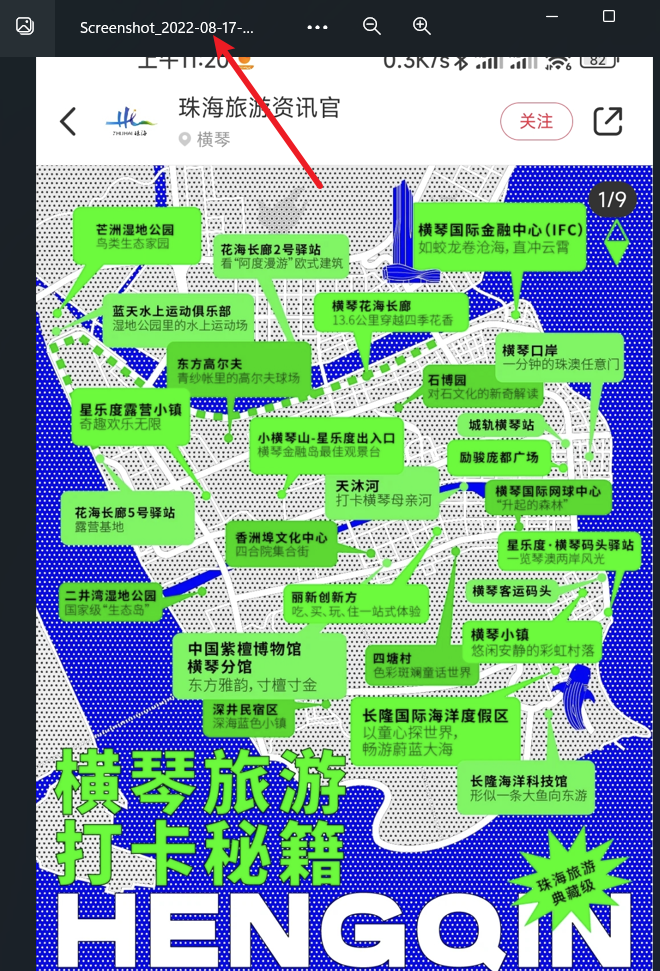 Screenshot_2022-08-17-...
上午11:20
0.3K/s
82
珠海旅游资讯官
ZHUHAI 珠海
横琴
关注
1/9
芒洲湿地公园
鸟类生态家园
花海长廊2号驿站
看“阿度漫游”欧式建筑
横琴国际金融中心(IFC)
如蛟龙卷沧海,直冲云霄
蓝天水上运动俱乐部
湿地公园里的水上运动场
横琴花海长廊
13.6公里穿越四季花香
东方高尔夫
青纱帐里的高尔夫球场
横琴口岸
一分钟的珠澳任意门
石博园
对石文化的新奇解读
星乐度露营小镇
奇趣欢乐无限
小横琴山-星乐度出入口
横琴金融岛最佳观景台
城轨横琴站
励骏庞都广场
天沐河
打卡横琴母亲河
横琴国际网球中心
“升起的森林”
花海长廊5号驿站
露营基地
香洲埠文化中心
四合院集合街
星乐度·横琴码头驿站
一览琴澳两岸风光
二井湾湿地公园
国家级“生态岛”
丽新创新方
吃、买、玩、住一站式体验
横琴客运码头
中国紫檀博物馆
横琴分馆
东方雅韵,寸檀寸金
四塘村
色彩斑斓童话世界
横琴小镇
悠闲安静的彩虹村落
深井民宿区
深海蓝色小镇
长隆国际海洋度假区
以童心探世界,
畅游蔚蓝大海
长隆海洋科技馆
形似一条大鱼向东游
横琴旅游
打卡秘籍
珠海旅游
典藏级
HENGQIN